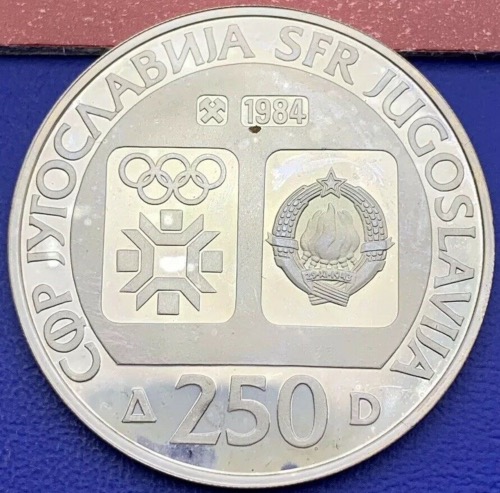 СФР ЈУГОСЛАВИЈА SFR JUGOSLAVIJA
1984
Д 250 D